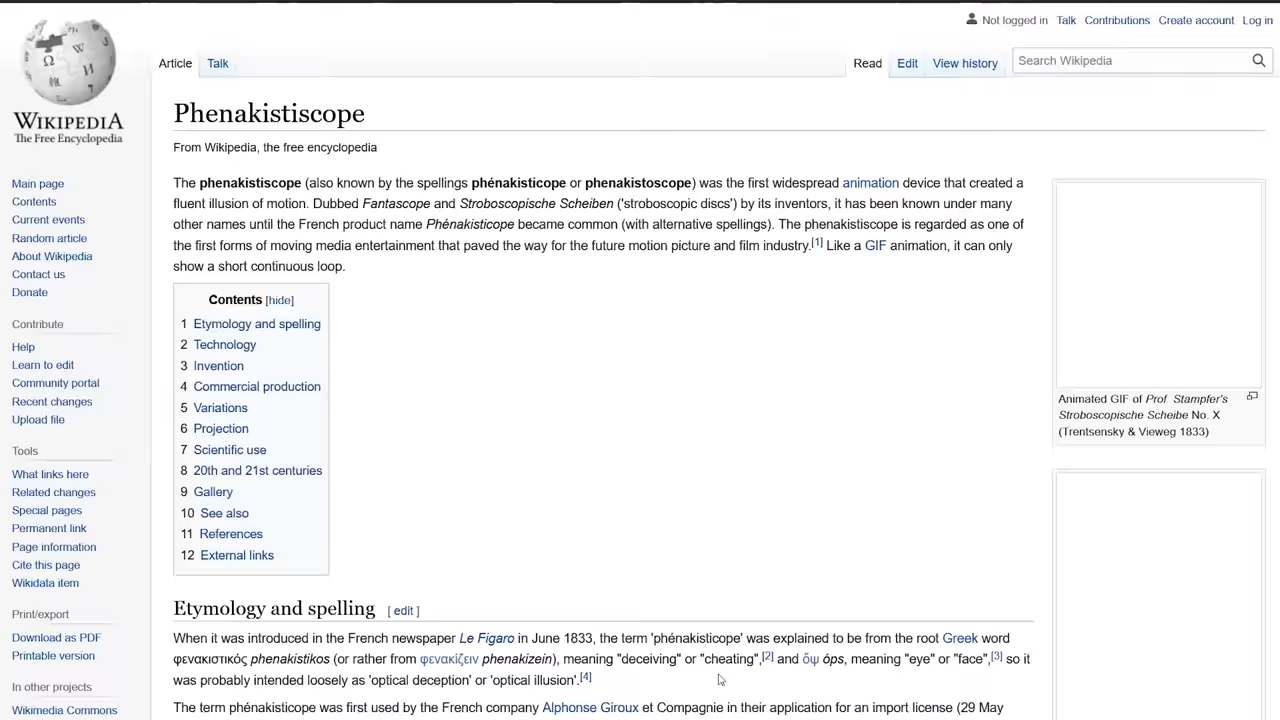 Not logged in Talk Contributions Create account Log in
Article Talk Read Edit View history Search Wikipedia
WIKIPEDIA
The Free Encyclopedia
Main page
Contents
Current events
Random article
About Wikipedia
Contact us
Donate
Contribute
Help
Learn to edit
Community portal
Recent changes
Upload file
Tools
What links here
Related changes
Special pages
Permanent link
Page information
Cite this page
Wikidata item
Print/export
Download as PDF
Printable version
In other projects
Wikimedia Commons
Phenakistiscope
From Wikipedia, the free encyclopedia
The phenakistiscope (also known by the spellings phénakisticope or phenakistoscope) was the first widespread animation device that created a
fluent illusion of motion. Dubbed Fantascope and Stroboscopische Scheiben ('stroboscopic discs') by its inventors, it has been known under many
other names until the French product name Phénakisticope became common (with alternative spellings). The phenakistiscope is regarded as one of
the first forms of moving media entertainment that paved the way for the future motion picture and film industry.[1] Like a GIF animation, it can only
show a short continuous loop.
Contents [hide]
1 Etymology and spelling
2 Technology
3 Invention
4 Commercial production
5 Variations
6 Projection
7 Scientific use
8 20th and 21st centuries
9 Gallery
10 See also
11 References
12 External links
Animated GIF of Prof. Stampfer's
Stroboscopische Scheibe No. X
(Trentsensky & Vieweg 1833)
Etymology and spelling [ edit ]
When it was introduced in the French newspaper Le Figaro in June 1833, the term 'phénakisticope' was explained to be from the root Greek word
φενακιστικός phenakistikos (or rather from φενακίζειν phenakizein), meaning "deceiving" or "cheating",[2] and ὄψ óps, meaning "eye" or "face",[3] so it
was probably intended loosely as 'optical deception' or 'optical illusion'.[4]
The term phénakisticope was first used by the French company Alphonse Giroux et Compagnie in their application for an import license (29 May